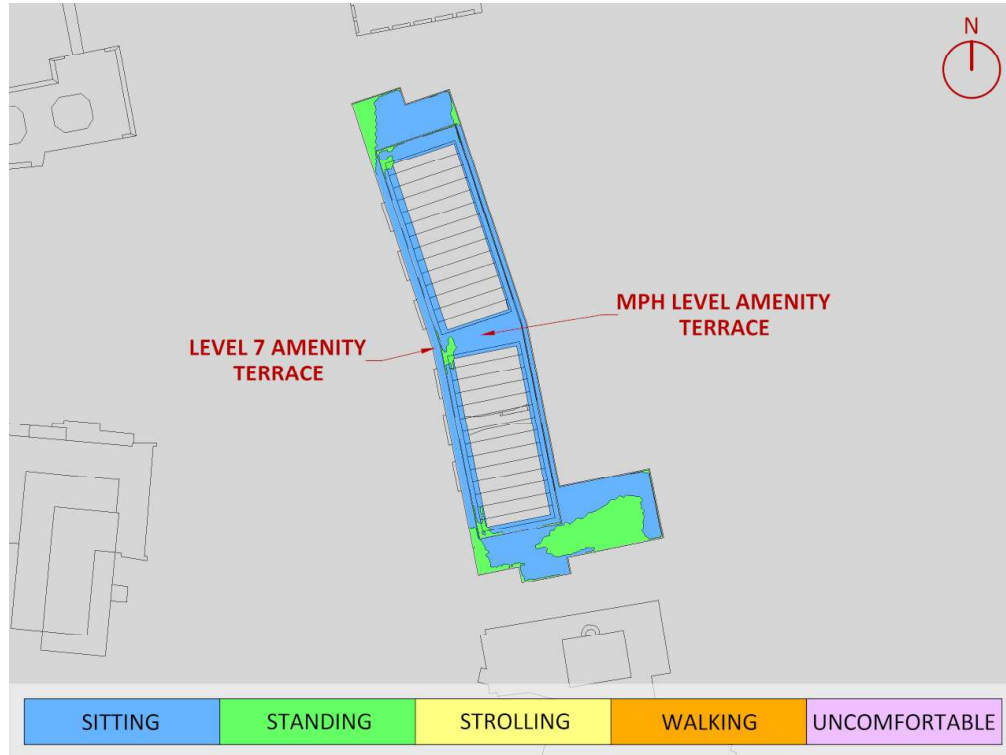 N
MPH LEVEL AMENITY
TERRACE
LEVEL 7 AMENITY
TERRACE
SITTING
STANDING
STROLLING
WALKING
UNCOMFORTABLE